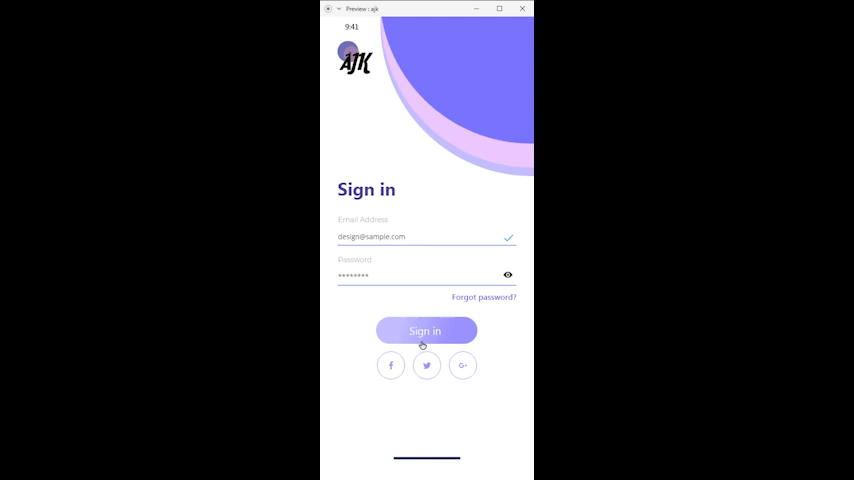 Preview : ajk
9:41
AJK
Sign in
Email Address
design@sample.com
Password
********
Forgot password?
Sign in
f
G+